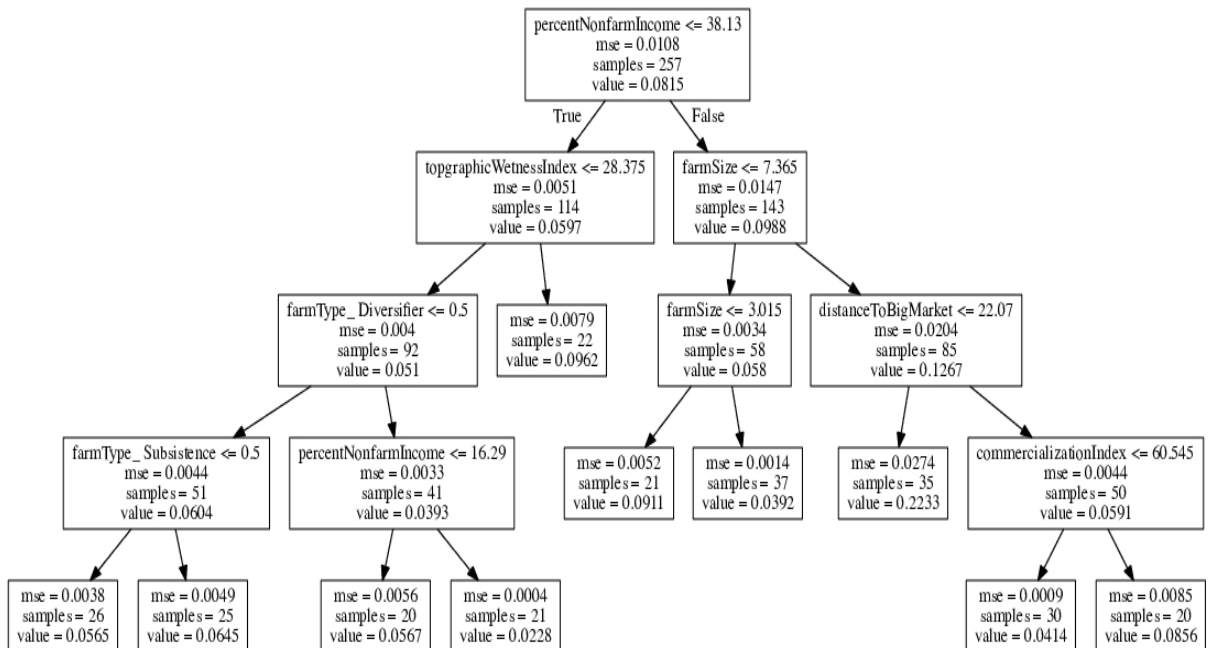 percentNonfarmIncome <= 38.13
mse = 0.0108
samples = 257
value = 0.0815
True
False
topgraphicWetnessIndex <= 28.375
mse = 0.0051
samples = 114
value = 0.0597
farmSize <= 7.365
mse = 0.0147
samples = 143
value = 0.0988
farmType_ Diversifier <= 0.5
mse = 0.004
samples = 92
value = 0.051
mse = 0.0079
samples = 22
value = 0.0962
farmSize <= 3.015
mse = 0.0034
samples = 58
value = 0.058
distanceToBigMarket <= 22.07
mse = 0.0204
samples = 85
value = 0.1267
farmType_ Subsistence <= 0.5
mse = 0.0044
samples = 51
value = 0.0604
percentNonfarmIncome <= 16.29
mse = 0.0033
samples = 41
value = 0.0393
mse = 0.0052
samples = 21
value = 0.0911
mse = 0.0014
samples = 37
value = 0.0392
mse = 0.0274
samples = 35
value = 0.2233
commercializationIndex <= 60.545
mse = 0.0044
samples = 50
value = 0.0591
mse = 0.0038
samples = 26
value = 0.0565
mse = 0.0049
samples = 25
value = 0.0645
mse = 0.0056
samples = 20
value = 0.0567
mse = 0.0004
samples = 21
value = 0.0228
mse = 0.0009
samples = 30
value = 0.0414
mse = 0.0085
samples = 20
value = 0.0856